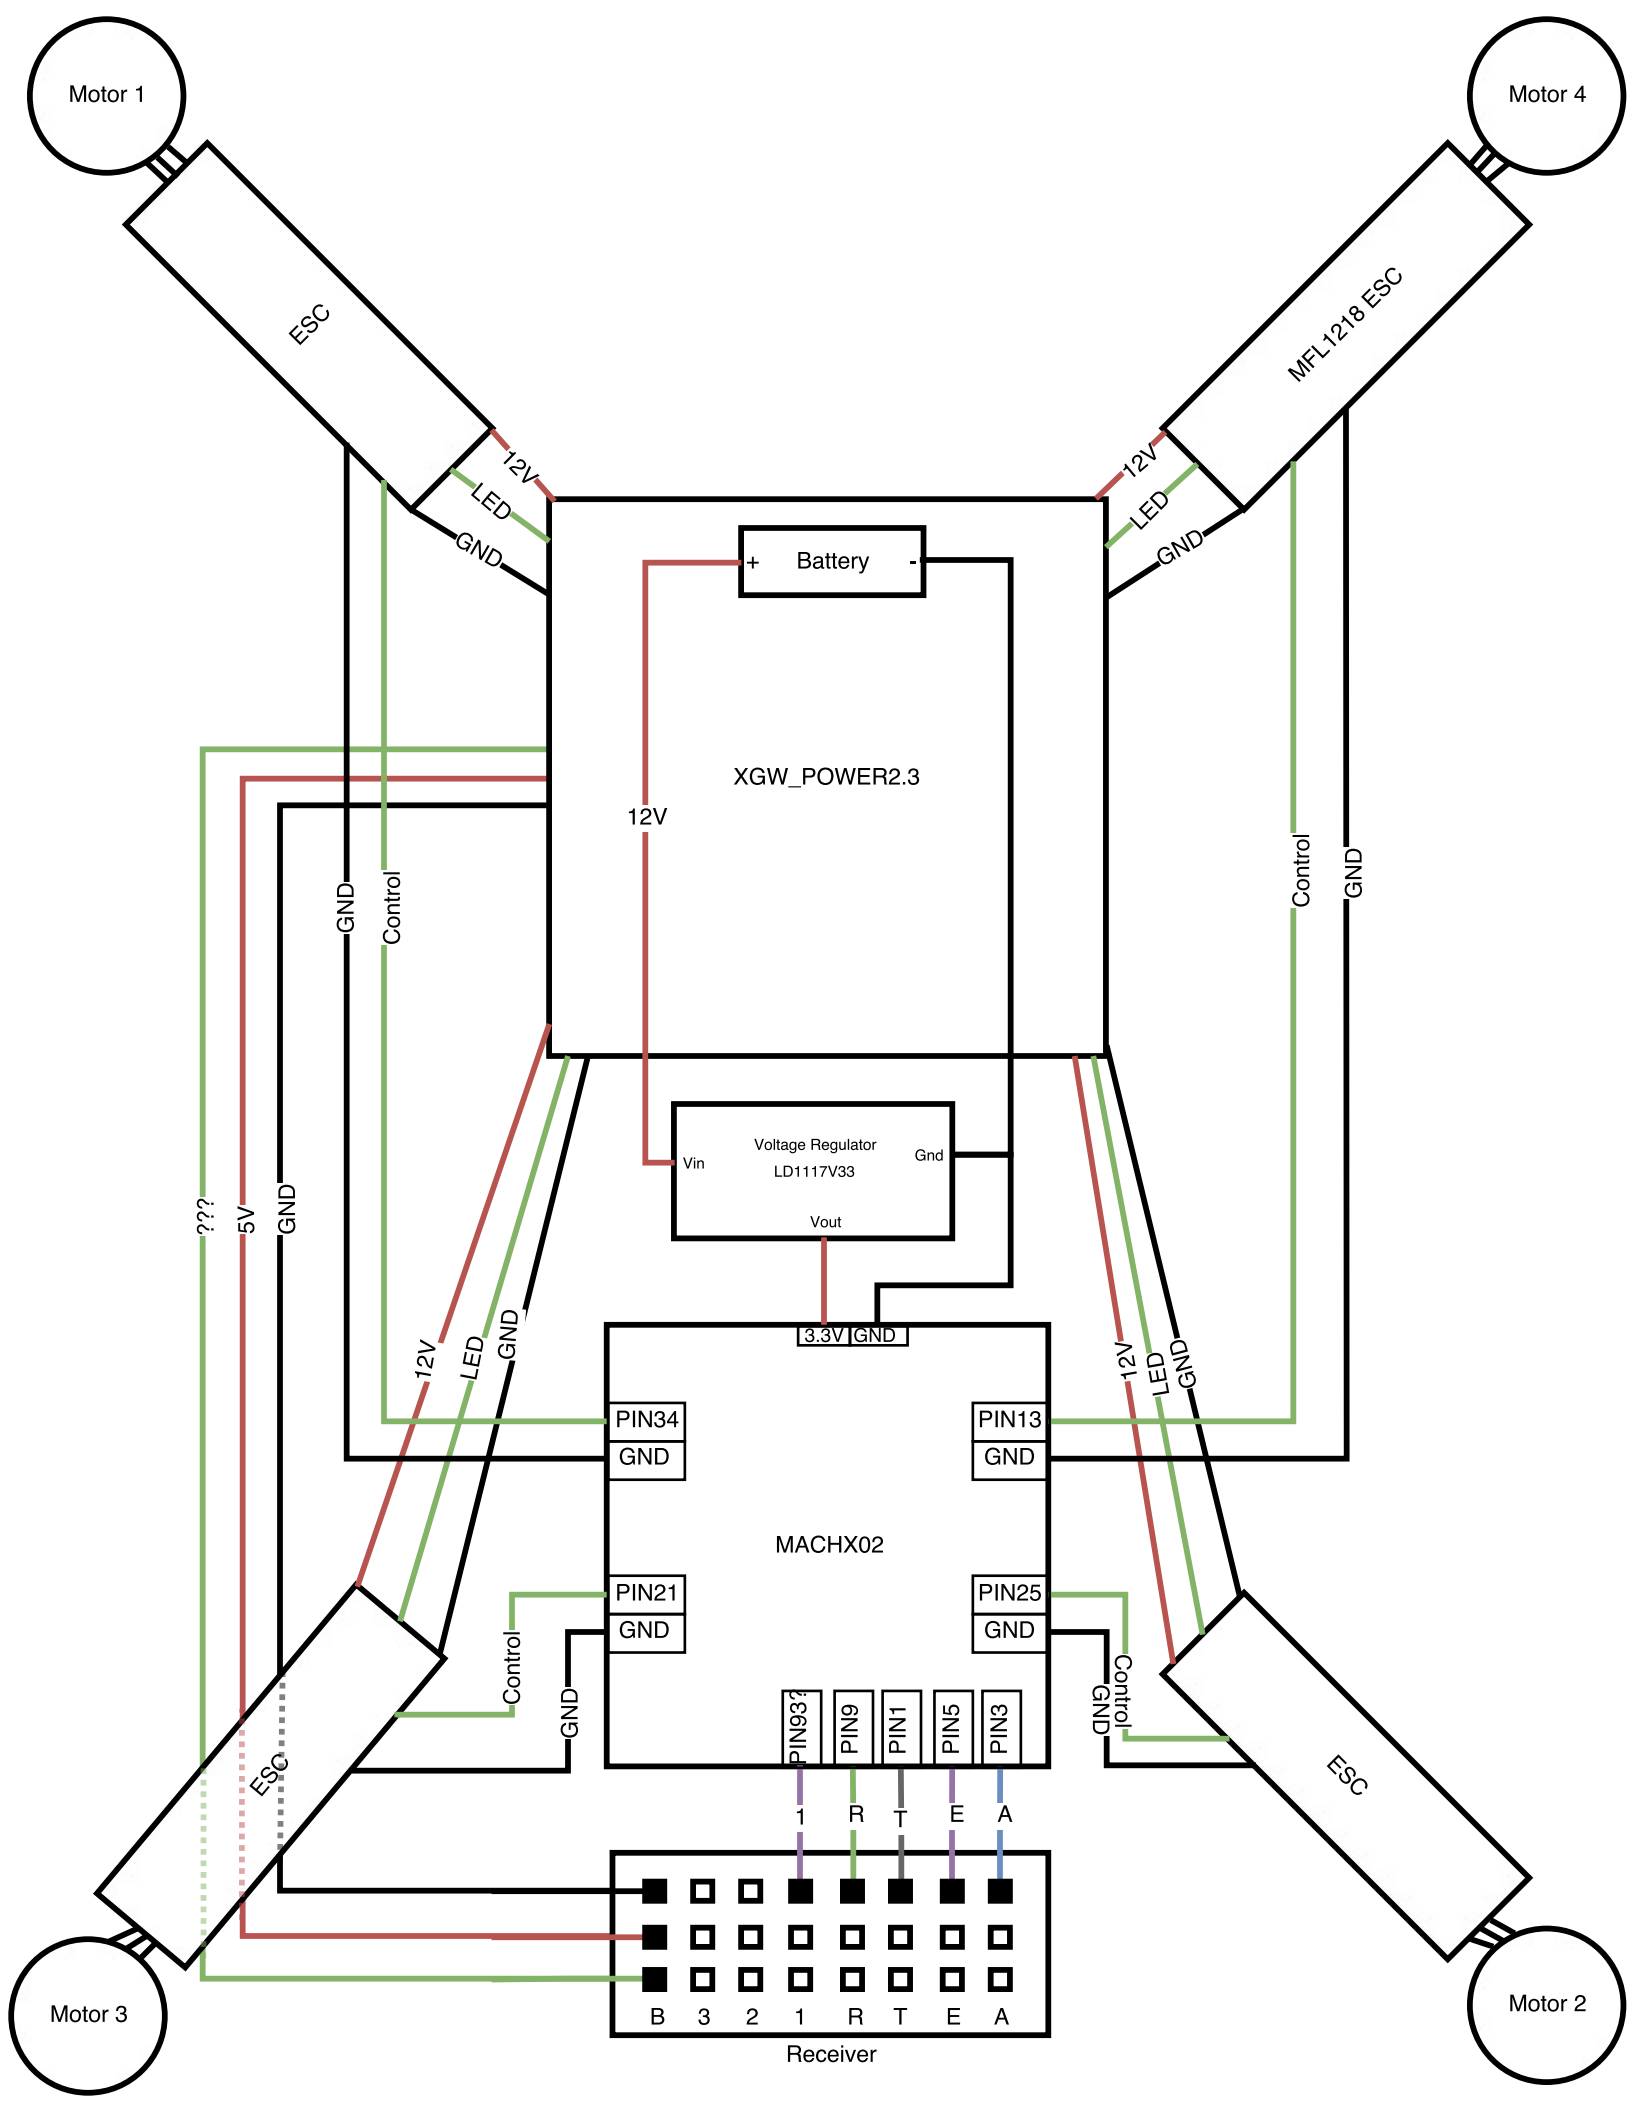 Motor 1
Motor 4
ESC
MFL1218 ESC
12V
LED
GND
12V
LED
GND
+ Battery -
XGW_POWER2.3
12V
GND
Control
Control
GND
???
5V
GND
Voltage Regulator
LD1117V33
Vin
Gnd
Vout
12V
LED
GND
12V
LED
GND
3.3V GND
PIN34
GND
PIN13
GND
MACHX02
PIN21
GND
PIN25
GND
Control
GND
Control
GND
PIN93?
PIN9
PIN1
PIN5
PIN3
ESC
ESC
1
R
T
E
A
Motor 3
Motor 2
B 3 2 1 R T E A
Receiver